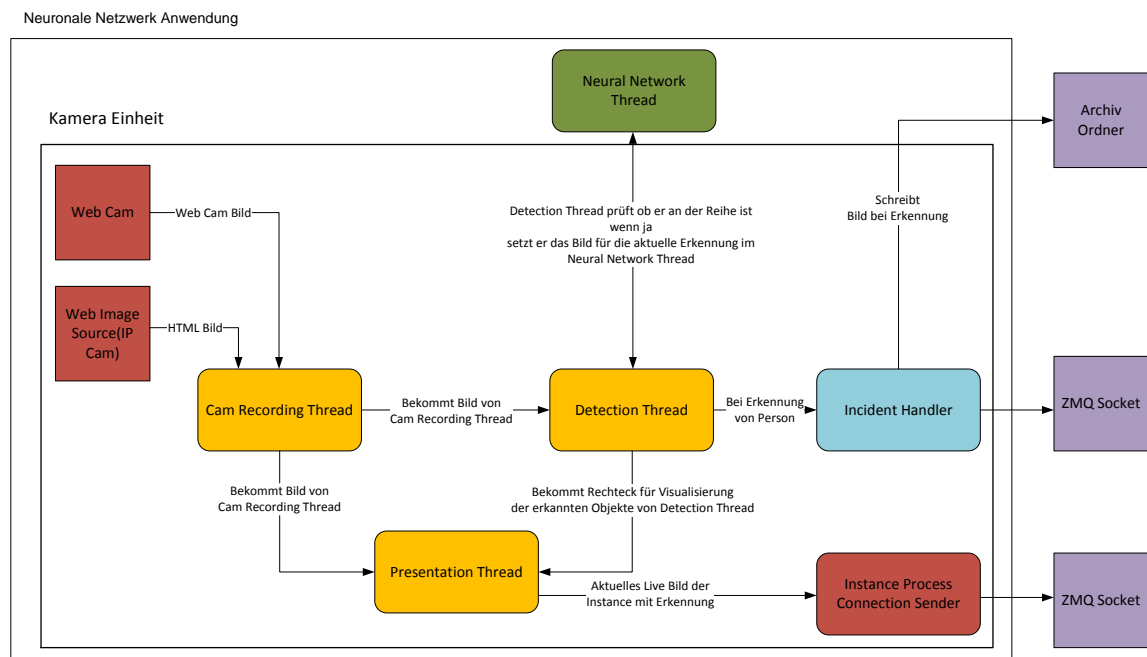 Neuronale Netzwerk Anwendung
Neural Network
Thread
Archiv
Ordner
Kamera Einheit
Web Cam
Web Cam Bild
Detection Thread prüft ob er an der Reihe ist
wenn ja
setzt er das Bild für die aktuelle Erkennung im
Neural Network Thread
Schreibt
Bild bei Erkennung
Web Image
Source(IP
Cam)
HTML Bild
Cam Recording Thread
Bekommt Bild von
Cam Recording Thread
Detection Thread
Bei Erkennung
von Person
Incident Handler
ZMQ Socket
Bekommt Bild von
Cam Recording Thread
Bekommt Rechteck für Visualisierung
der erkannten Objekte von Detection Thread
Presentation Thread
Aktuelles Live Bild der
Instance mit Erkennung
Instance Process
Connection Sender
ZMQ Socket